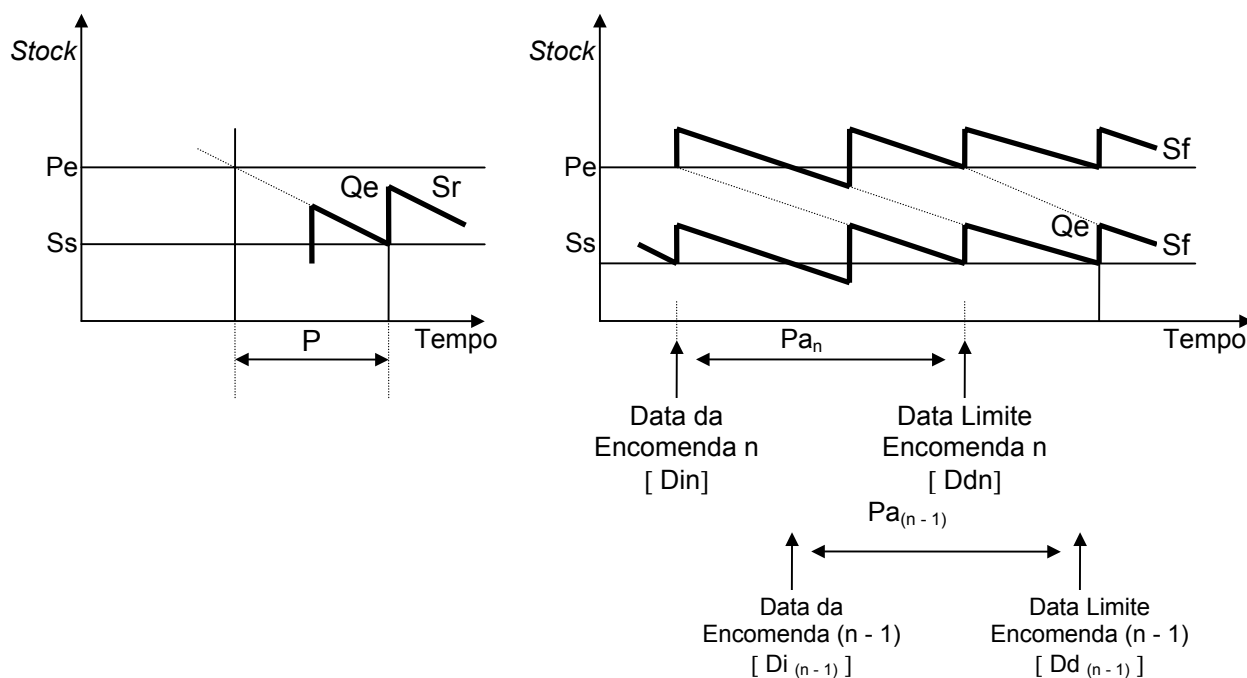 Stock
Pe
Qe
Sr
Ss
P
Tempo
Stock
Pe
Sf
Ss
Qe
Sf
Tempo
Pan
Data da
Encomenda n
[ Din]
Data Limite
Encomenda n
[ Ddn]
Pa(n - 1)
Data da
Encomenda (n - 1)
[ Di (n - 1) ]
Data Limite
Encomenda (n - 1)
[ Dd (n - 1) ]